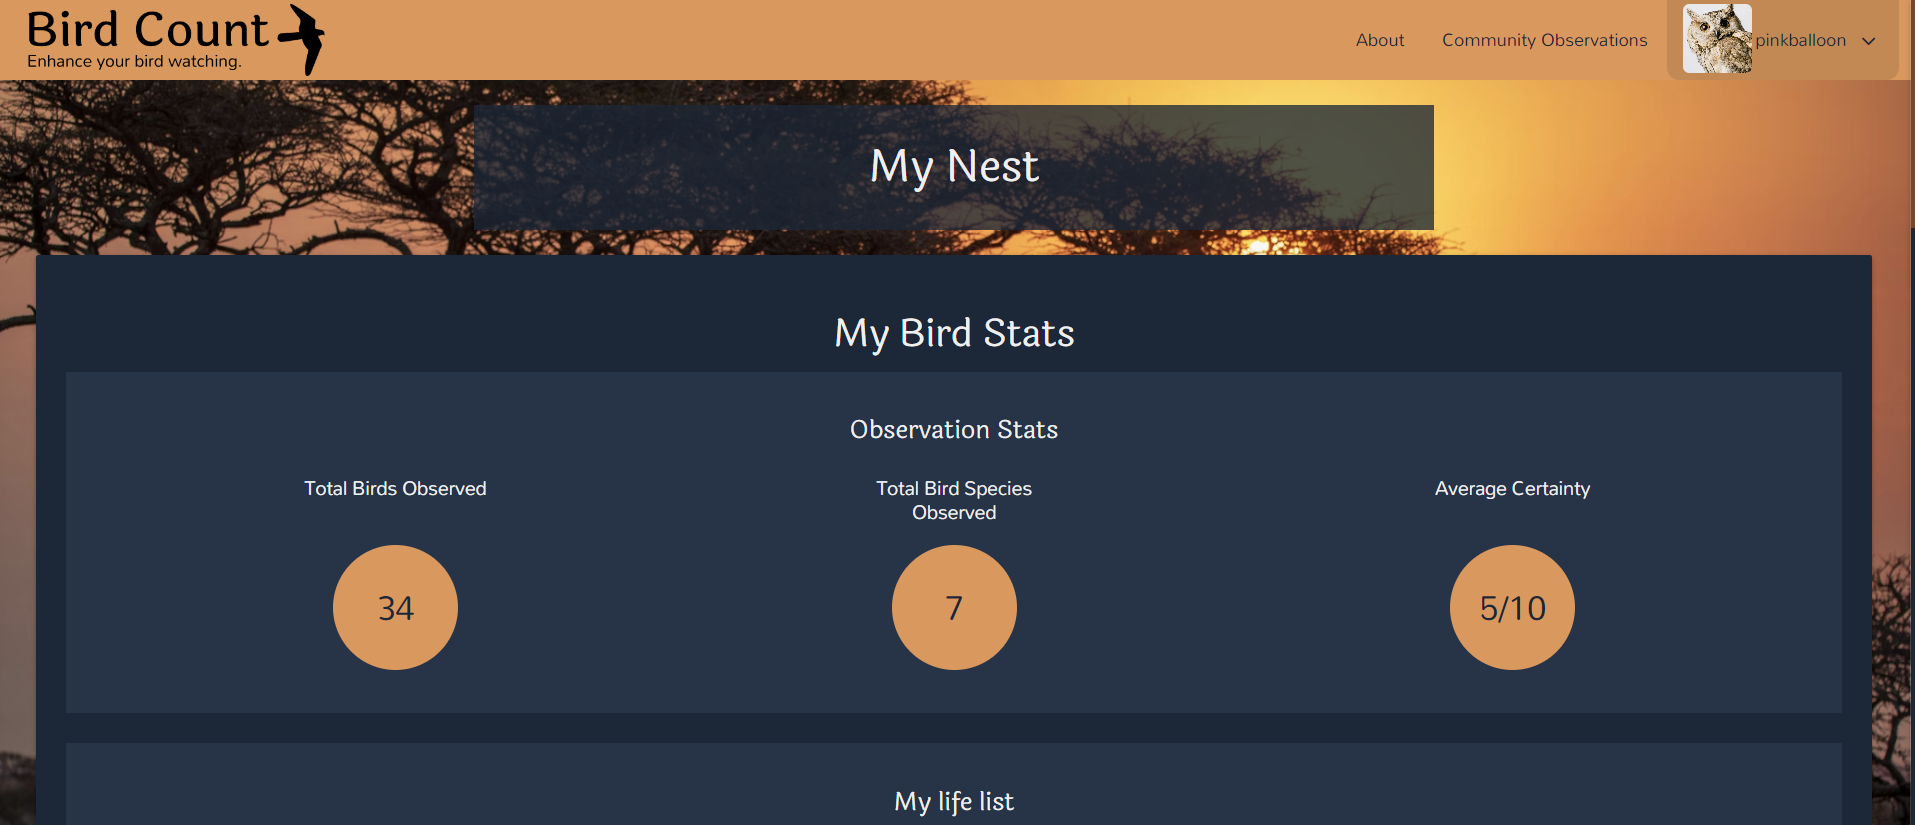 Bird Count
Enhance your bird watching.
About
Community Observations
pinkballoon
My Nest
My Bird Stats
Observation Stats
Total Birds Observed
34
Total Bird Species
Observed
7
Average Certainty
5/10
My life list